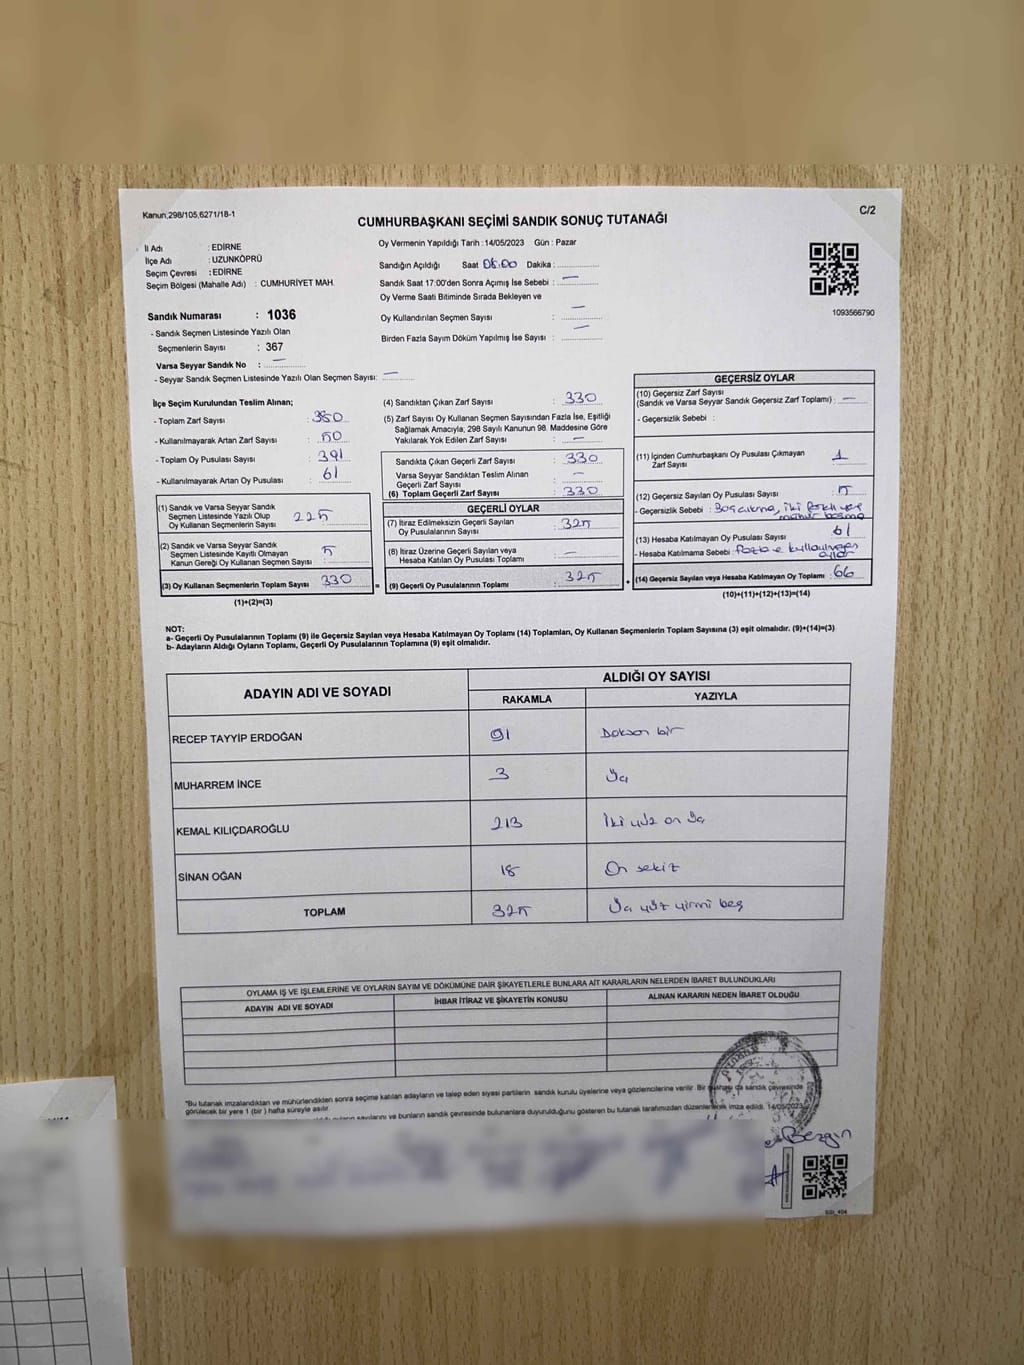 Kanun,298/105,6271/18-1
C/2
CUMHURBAŞKANI SEÇİMİ SANDIK SONUÇ TUTANAĞI
İl Adı : EDİRNE
İlçe Adı : UZUNKÖPRÜ
Seçim Çevresi : EDİRNE
Seçim Bölgesi (Mahalle Adı) : CUMHURİYET MAH.
Sandık Numarası : 1036
- Sandık Seçmen Listesinde Yazılı Olan
Seçmenlerin Sayısı : 367
Varsa Seyyar Sandık No : —
- Seyyar Sandık Seçmen Listesinde Yazılı Olan Seçmen Sayısı: —
Oy Vermenin Yapıldığı Tarih : 14/05/2023 Gün : Pazar
Sandığın Açıldığı Saat 08:00 Dakika :
Sandık Saat 17:00'den Sonra Açımış İse Sebebi : —
Oy Verme Saati Bitiminde Sırada Bekleyen ve
Oy Kullandırılan Seçmen Sayısı : —
Birden Fazla Sayım Döküm Yapılmış İse Sayısı : —
1093566790
İlçe Seçim Kurulundan Teslim Alınan;
- Toplam Zarf Sayısı : 380
- Kullanılmayarak Artan Zarf Sayısı : 50
- Toplam Oy Pusulası Sayısı : 391
- Kullanılmayarak Artan Oy Pusulası : 61
(1) Sandık ve Varsa Seyyar Sandık
Seçmen Listesinde Yazılı Olup
Oy Kullanan Seçmenlerin Sayısı : 225
(2) Sandık ve Varsa Seyyar Sandık
Seçmen Listesinde Kayıtlı Olmayan
Kanun Gereği Oy Kullanan Seçmen Sayısı : 5
(3) Oy Kullanan Seçmenlerin Toplam Sayısı : 330
(1)+(2)=(3)
(4) Sandıktan Çıkan Zarf Sayısı : 330
(5) Zarf Sayısı Oy Kullanan Seçmen Sayısından Fazla İse, Eşitliği
Sağlamak Amacıyla, 298 Sayılı Kanunun 98. Maddesine Göre
Yakılarak Yok Edilen Zarf Sayısı : —
Sandıkta Çıkan Geçerli Zarf Sayısı : 330
Varsa Seyyar Sandıktan Teslim Alınan
Geçerli Zarf Sayısı : —
(6) Toplam Geçerli Zarf Sayısı : 330
GEÇERLİ OYLAR
(7) İtiraz Edilmeksizin Geçerli Sayılan
Oy Pusulalarının Sayısı : 325
(8) İtiraz Üzerine Geçerli Sayılan veya
Hesaba Katılan Oy Pusulası Toplam : —
(9) Geçerli Oy Pusulalarının Toplamı : 325
GEÇERSİZ OYLAR
(10) Geçersiz Zarf Sayısı
(Sandık ve Varsa Seyyar Sandık Geçersiz Zarf Toplamı) : —
- Geçersizlik Sebebi :
(11) İçinden Cumhurbaşkanı Oy Pusulası Çıkmayan
Zarf Sayısı : 1
(12) Geçersiz Sayılan Oy Pusulası Sayısı : 5
- Geçersizlik Sebebi : Boş çıkma, iki farklı yere
mühür basma
(13) Hesaba Katılmayan Oy Pusulası Sayısı : 61
- Hesaba Katılmama Sebebi : Fazla
(14) Geçersiz Sayılan veya Hesaba Katılmayan Oy Toplamı : 66
(10)+(11)+(12)+(13)=(14)
NOT:
a- Geçerli Oy Pusulalarının Toplamı (9) ile Geçersiz Sayılan veya Hesaba Katılmayan Oy Toplamı (14) Toplamları, Oy Kullanan Seçmenlerin Toplam Sayısına (3) eşit olmalıdır. (9)+(14)=(3)
b- Adayların Aldığı Oyların Toplamı, Geçerli Oy Pusulalarının Toplamına (9) eşit olmalıdır.
ADAYIN ADI VE SOYADI
ALDIĞI OY SAYISI
RAKAMLA YAZIYLA
RECEP TAYYİP ERDOĞAN 91 Doksan bir
MUHARREM İNCE 3 Üç
KEMAL KILIÇDAROĞLU 213 İki yüz on üç
SİNAN OĞAN 18 On sekiz
TOPLAM 325 Üç yüz yirmi beş
OYLAMA İŞ VE İŞLEMLERİNE VE OYLARIN SAYIM VE DÖKÜMÜNE DAİR ŞİKAYETLERLE BUNLARA AİT KARARLARIN NELERDEN İBARET BULUNDUKLARI
ADAYIN ADI VE SOYADI İHBAR İTİRAZ VE ŞİKAYETİN KONUSU ALINAN KARARIN NEDEN İBARET OLDUĞU
"Bu tutanak imzalandıktan ve mühürlendikten sonra seçime katılan adayların ve talep eden siyasi partilerin sandık kurulu üyelerine veya gözlemcilerine verilir. Bir nushası da sandık çevresinde
görülecek bir yere 1 (bir ) hafta süreyle asılır.
sayılarını ve bunların sandık çevresinde bulunanlara duyurulduğunu gösteren bu tutanak tarafımızdan düzenlenerek imza edildi. 14/05/2023
Bezgin